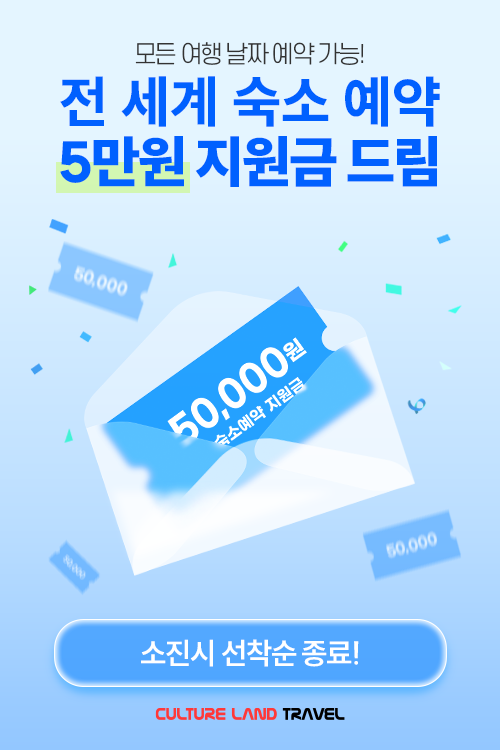 모든 여행 날짜 예약 가능!
전 세계 숙소 예약
5만원 지원금 드림
50,000
50,000원
숙소예약 지원금
50,000
50,000
소진시 선착순 종료!
CULTURE LAND TRAVEL